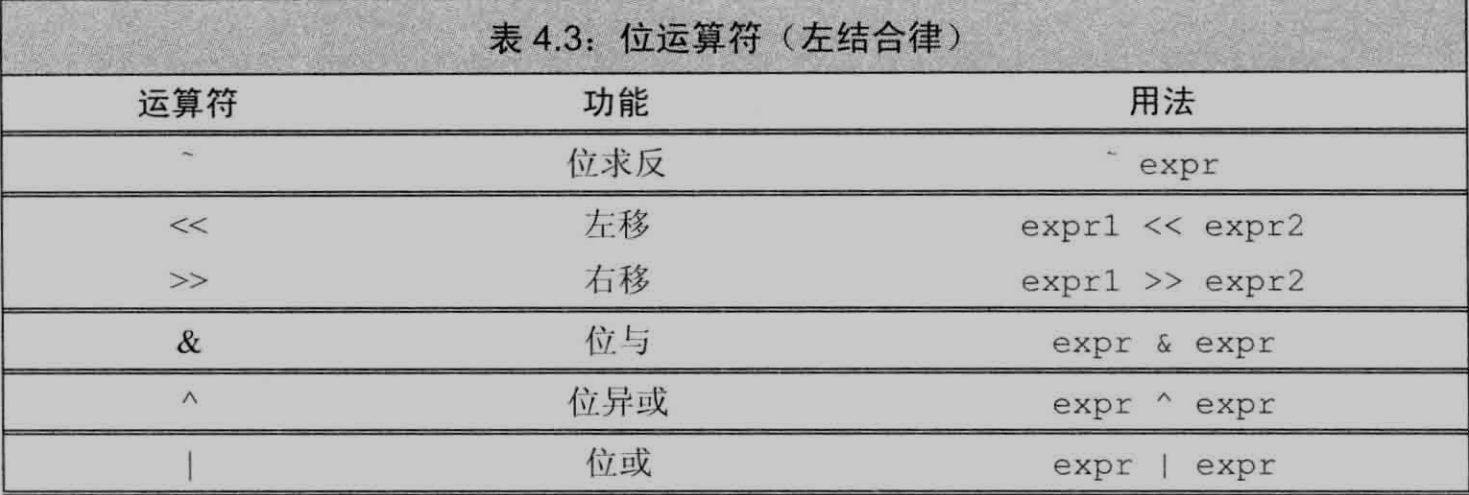 表 4.3：位运算符（左结合律）
运算符 功能 用法
~ 位求反 ~ expr
<< 左移 expr1 << expr2
>> 右移 expr1 >> expr2
& 位与 expr & expr
^ 位异或 expr ^ expr
| 位或 expr | expr